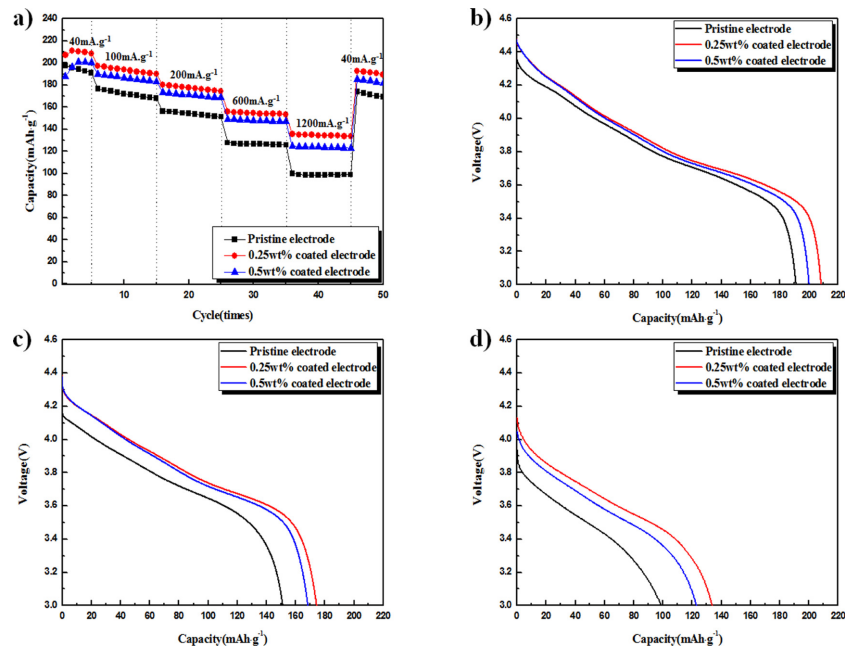 a)
240
220
200
180
160
140
120
100
80
60
40
20
0
Capacity(mAh·g⁻¹)
40mA.g⁻¹
100mA.g⁻¹
200mA.g⁻¹
600mA.g⁻¹
1200mA.g⁻¹
40mA.g⁻¹
Pristine electrode
0.25wt% coated electrode
0.5wt% coated electrode
10 20 30 40 50
Cycle(times)
b)
4.6
4.4
4.2
4.0
3.8
3.6
3.4
3.2
3.0
Voltage(V)
Pristine electrode
0.25wt% coated electrode
0.5wt% coated electrode
0 20 40 60 80 100 120 140 160 180 200 220
Capacity(mAh·g⁻¹)
c)
4.6
4.4
4.2
4.0
3.8
3.6
3.4
3.2
3.0
Voltage(V)
Pristine electrode
0.25wt% coated electrode
0.5wt% coated electrode
0 20 40 60 80 100 120 140 160 180 200 220
Capacity(mAh·g⁻¹)
d)
4.6
4.4
4.2
4.0
3.8
3.6
3.4
3.2
3.0
Voltage(V)
Pristine electrode
0.25wt% coated electrode
0.5wt% coated electrode
0 20 40 60 80 100 120 140 160 180 200 220
Capacity(mAh·g⁻¹)